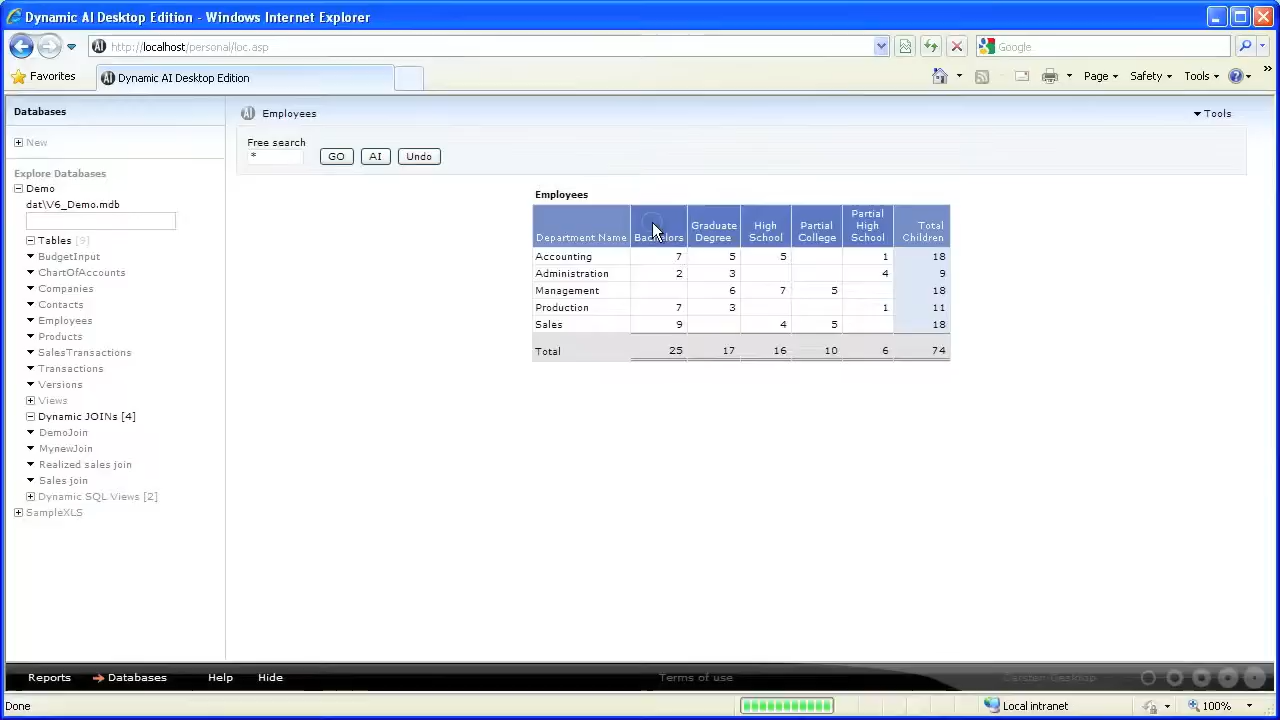 Dynamic AI Desktop Edition - Windows Internet Explorer
http://localhost/personal/loc.asp
Google
Favorites
Dynamic AI Desktop Edition
Page
Safety
Tools
»
Databases
New
Explore Databases
Demo
dat\V6_Demo.mdb
Tables [9]
BudgetInput
ChartOfAccounts
Companies
Contacts
Employees
Products
SalesTransactions
Transactions
Versions
Views
Dynamic JOINs [4]
DemoJoin
MynewJoin
Realized sales join
Sales join
Dynamic SQL Views [2]
SampleXLS
AI Employees
Tools
Free search
*
GO
AI
Undo
Employees
Department Name Bachelors Graduate Degree High School Partial College Partial High School Total Children
Accounting 7 5 5 1 18
Administration 2 3 4 9
Management 6 7 5 18
Production 7 3 1 11
Sales 9 4 5 18
Total 25 17 16 10 6 74
Reports
Databases
Help
Hide
Terms of use
Carsten Desktop
Done
Local intranet
100%